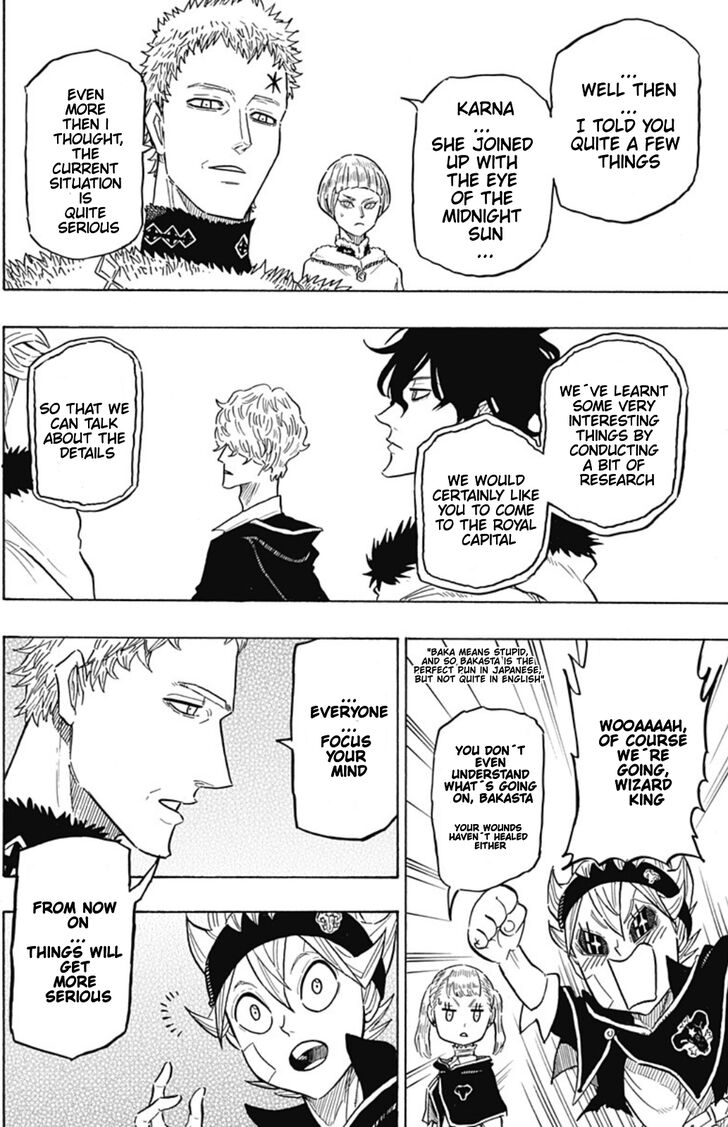 ...
WELL THEN
...
I TOLD YOU
QUITE A FEW
THINGS
KARNA
...
SHE JOINED
UP WITH
THE EYE
OF THE
MIDNIGHT
SUN
...
EVEN
MORE
THEN I
THOUGHT,
THE
CURRENT
SITUATION
IS
QUITE
SERIOUS
WE´VE LEARNT
SOME VERY
INTERESTING
THINGS BY
CONDUCTING
A BIT OF
RESEARCH
WE WOULD
CERTAINLY LIKE
YOU TO COME
TO THE ROYAL
CAPITAL
SO THAT WE
CAN TALK
ABOUT THE
DETAILS
WOOAAAAH,
OF COURSE
WE´RE
GOING,
WIZARD
KING
"BAKA MEANS STUPID,
AND SO BAKASTA IS THE
PERFECT PUN IN JAPANESE,
BUT NOT QUITE IN ENGLISH"
YOU DON´T
EVEN
UNDERSTAND
WHAT´S GOING
ON, BAKASTA
YOUR WOUNDS
HAVEN´T HEALED
EITHER
...
EVERYONE
...
FOCUS
YOUR
MIND
FROM NOW
ON
...
THINGS WILL
GET
MORE
SERIOUS